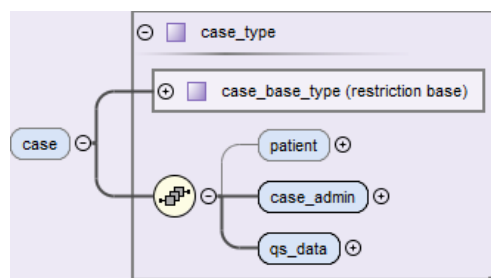 case_type
case_base_type (restriction base)
case
patient
case_admin
qs_data